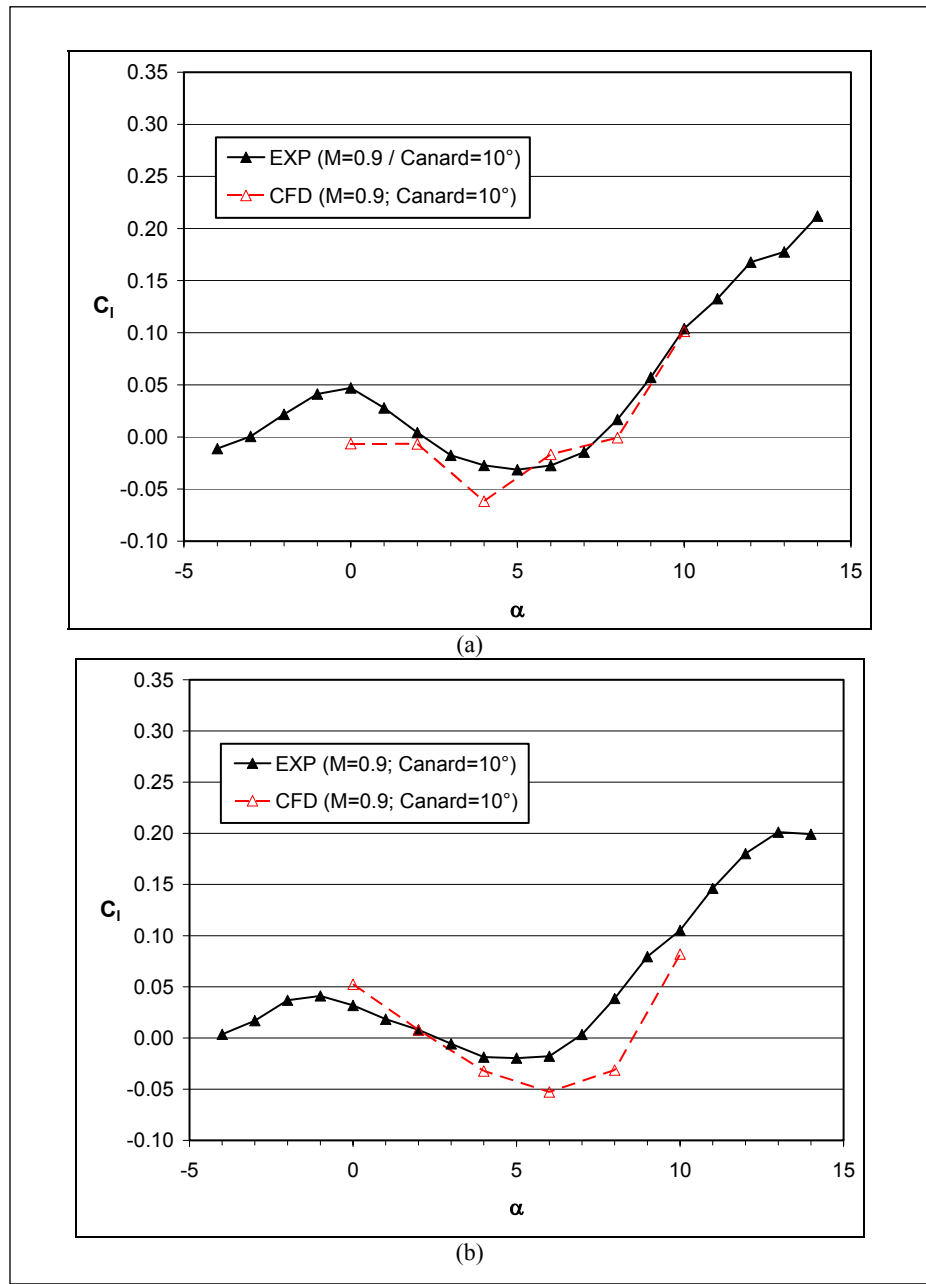 0.35
0.30
0.25
0.20
0.15
0.10
0.05
0.00
-0.05
-0.10
Cl
EXP (M=0.9 / Canard=10°)
CFD (M=0.9; Canard=10°)
-5 0 5 10 15
α
(a)
0.35
0.30
0.25
0.20
0.15
0.10
0.05
0.00
-0.05
-0.10
Cl
EXP (M=0.9; Canard=10°)
CFD (M=0.9; Canard=10°)
-5 0 5 10 15
α
(b)